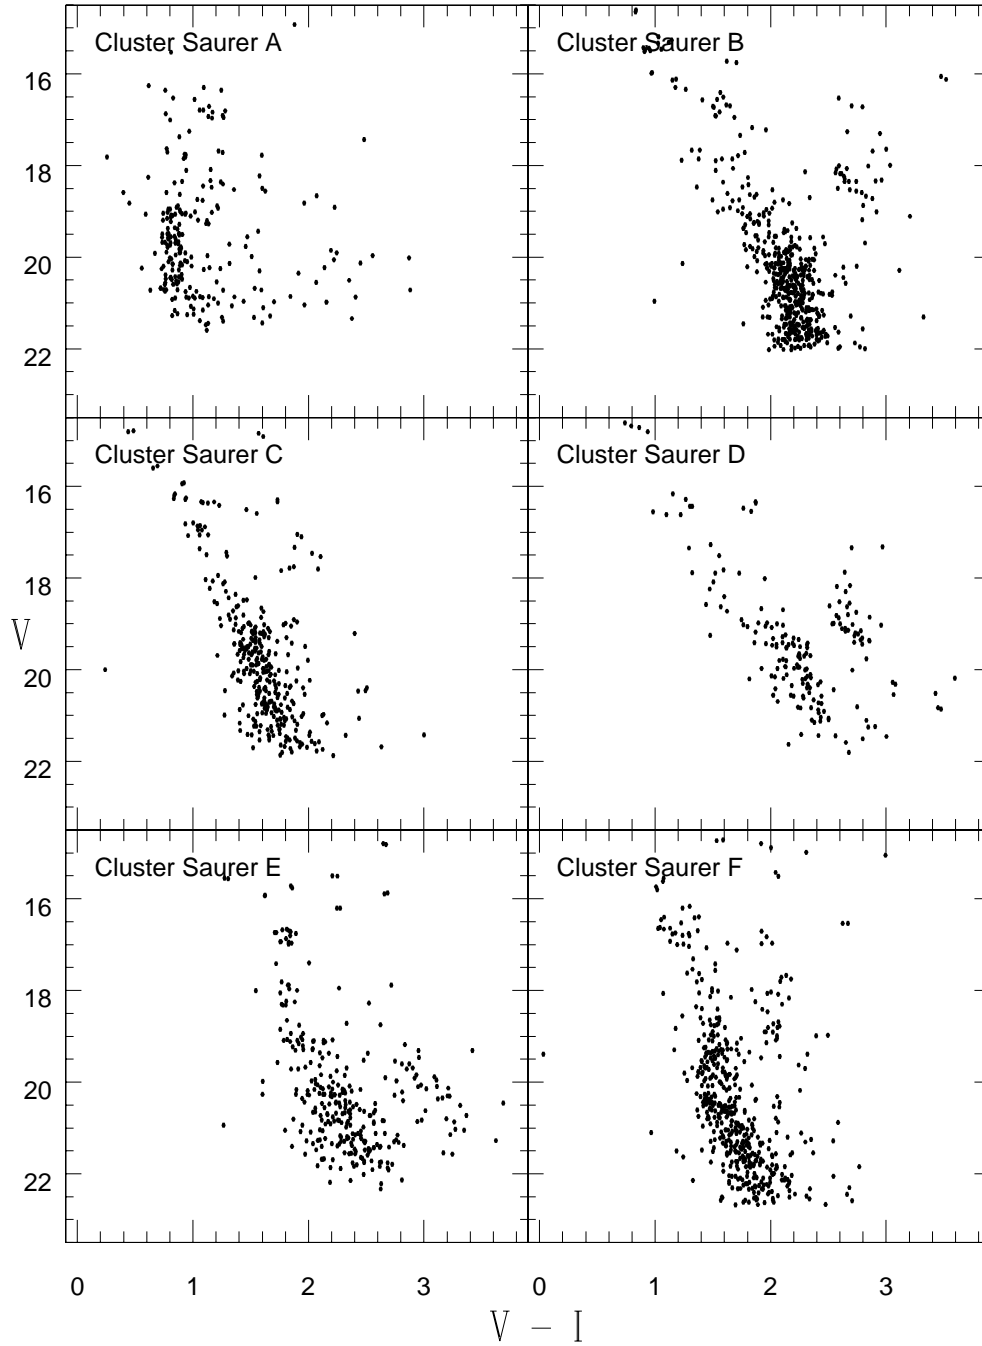 Cluster Saurer A
Cluster Saurer B
16
18
20
22
Cluster Saurer C
Cluster Saurer D
16
18
V
20
22
Cluster Saurer E
Cluster Saurer F
16
18
20
22
0 1 2 3 0 1 2 3
V – I